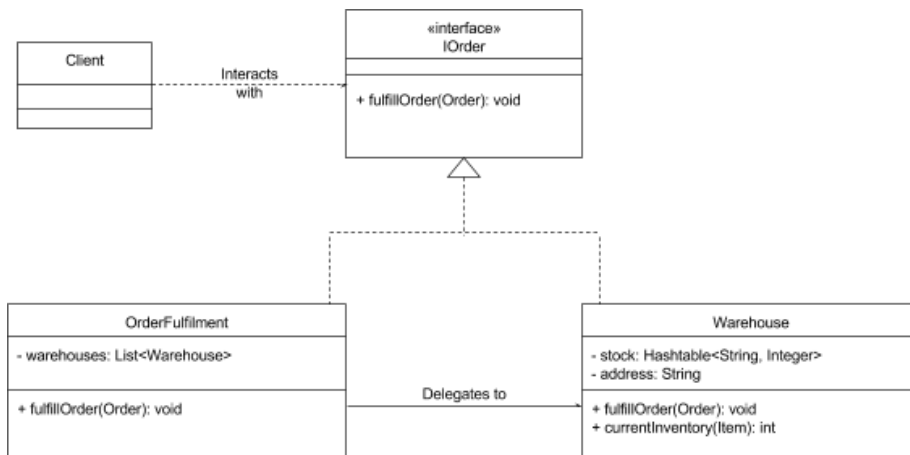 «interface»
IOrder
Client
Interacts
with
+ fulfillOrder(Order): void
OrderFulfilment
- warehouses: List<Warehouse>
+ fulfillOrder(Order): void
Delegates to
Warehouse
- stock: Hashtable<String, Integer>
- address: String
+ fulfillOrder(Order): void
+ currentInventory(Item): int